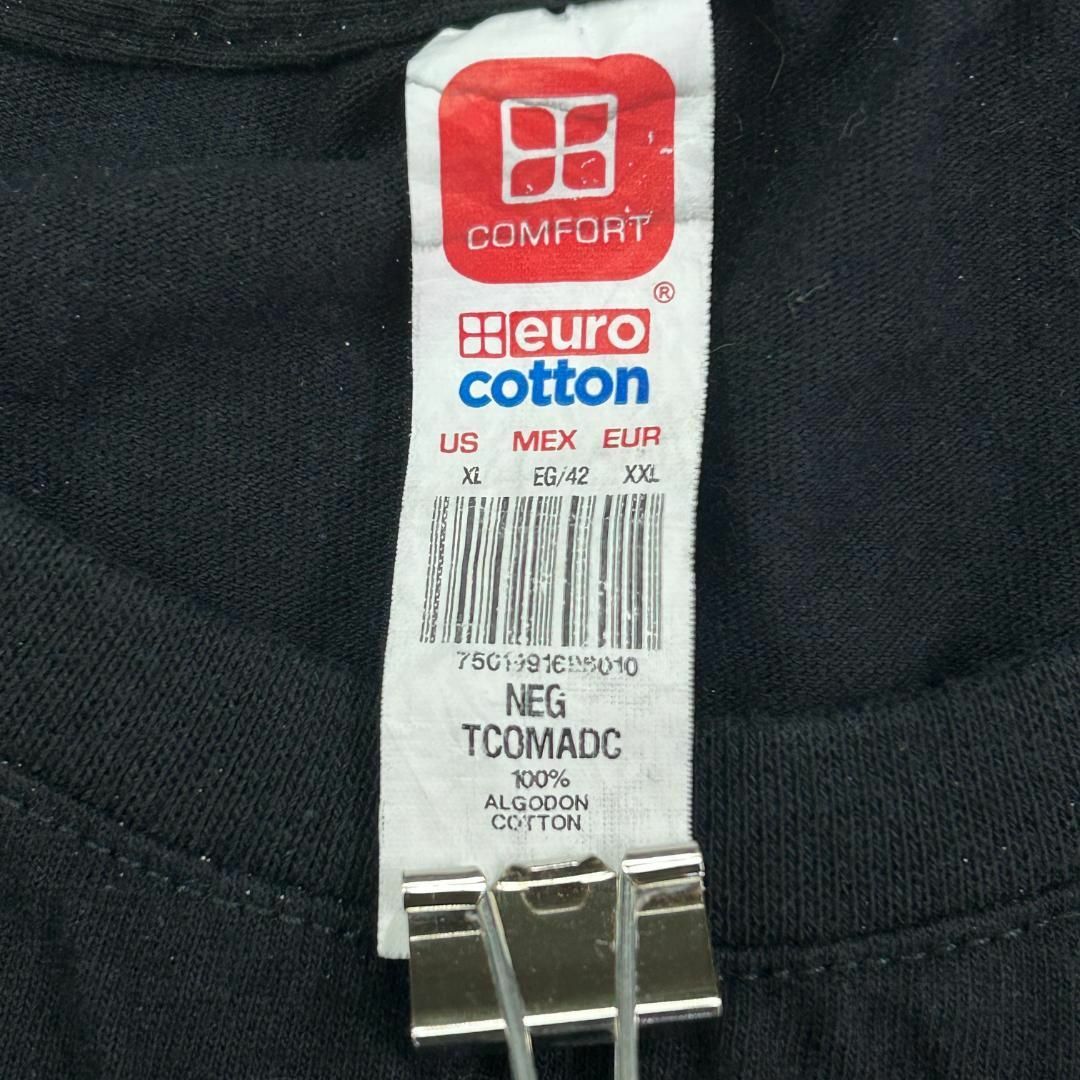 COMFORT
®
euro
cotton
US MEX EUR
XL EG/42 XXL
NEG
TCOMADC
100%
ALGODON
COTTON